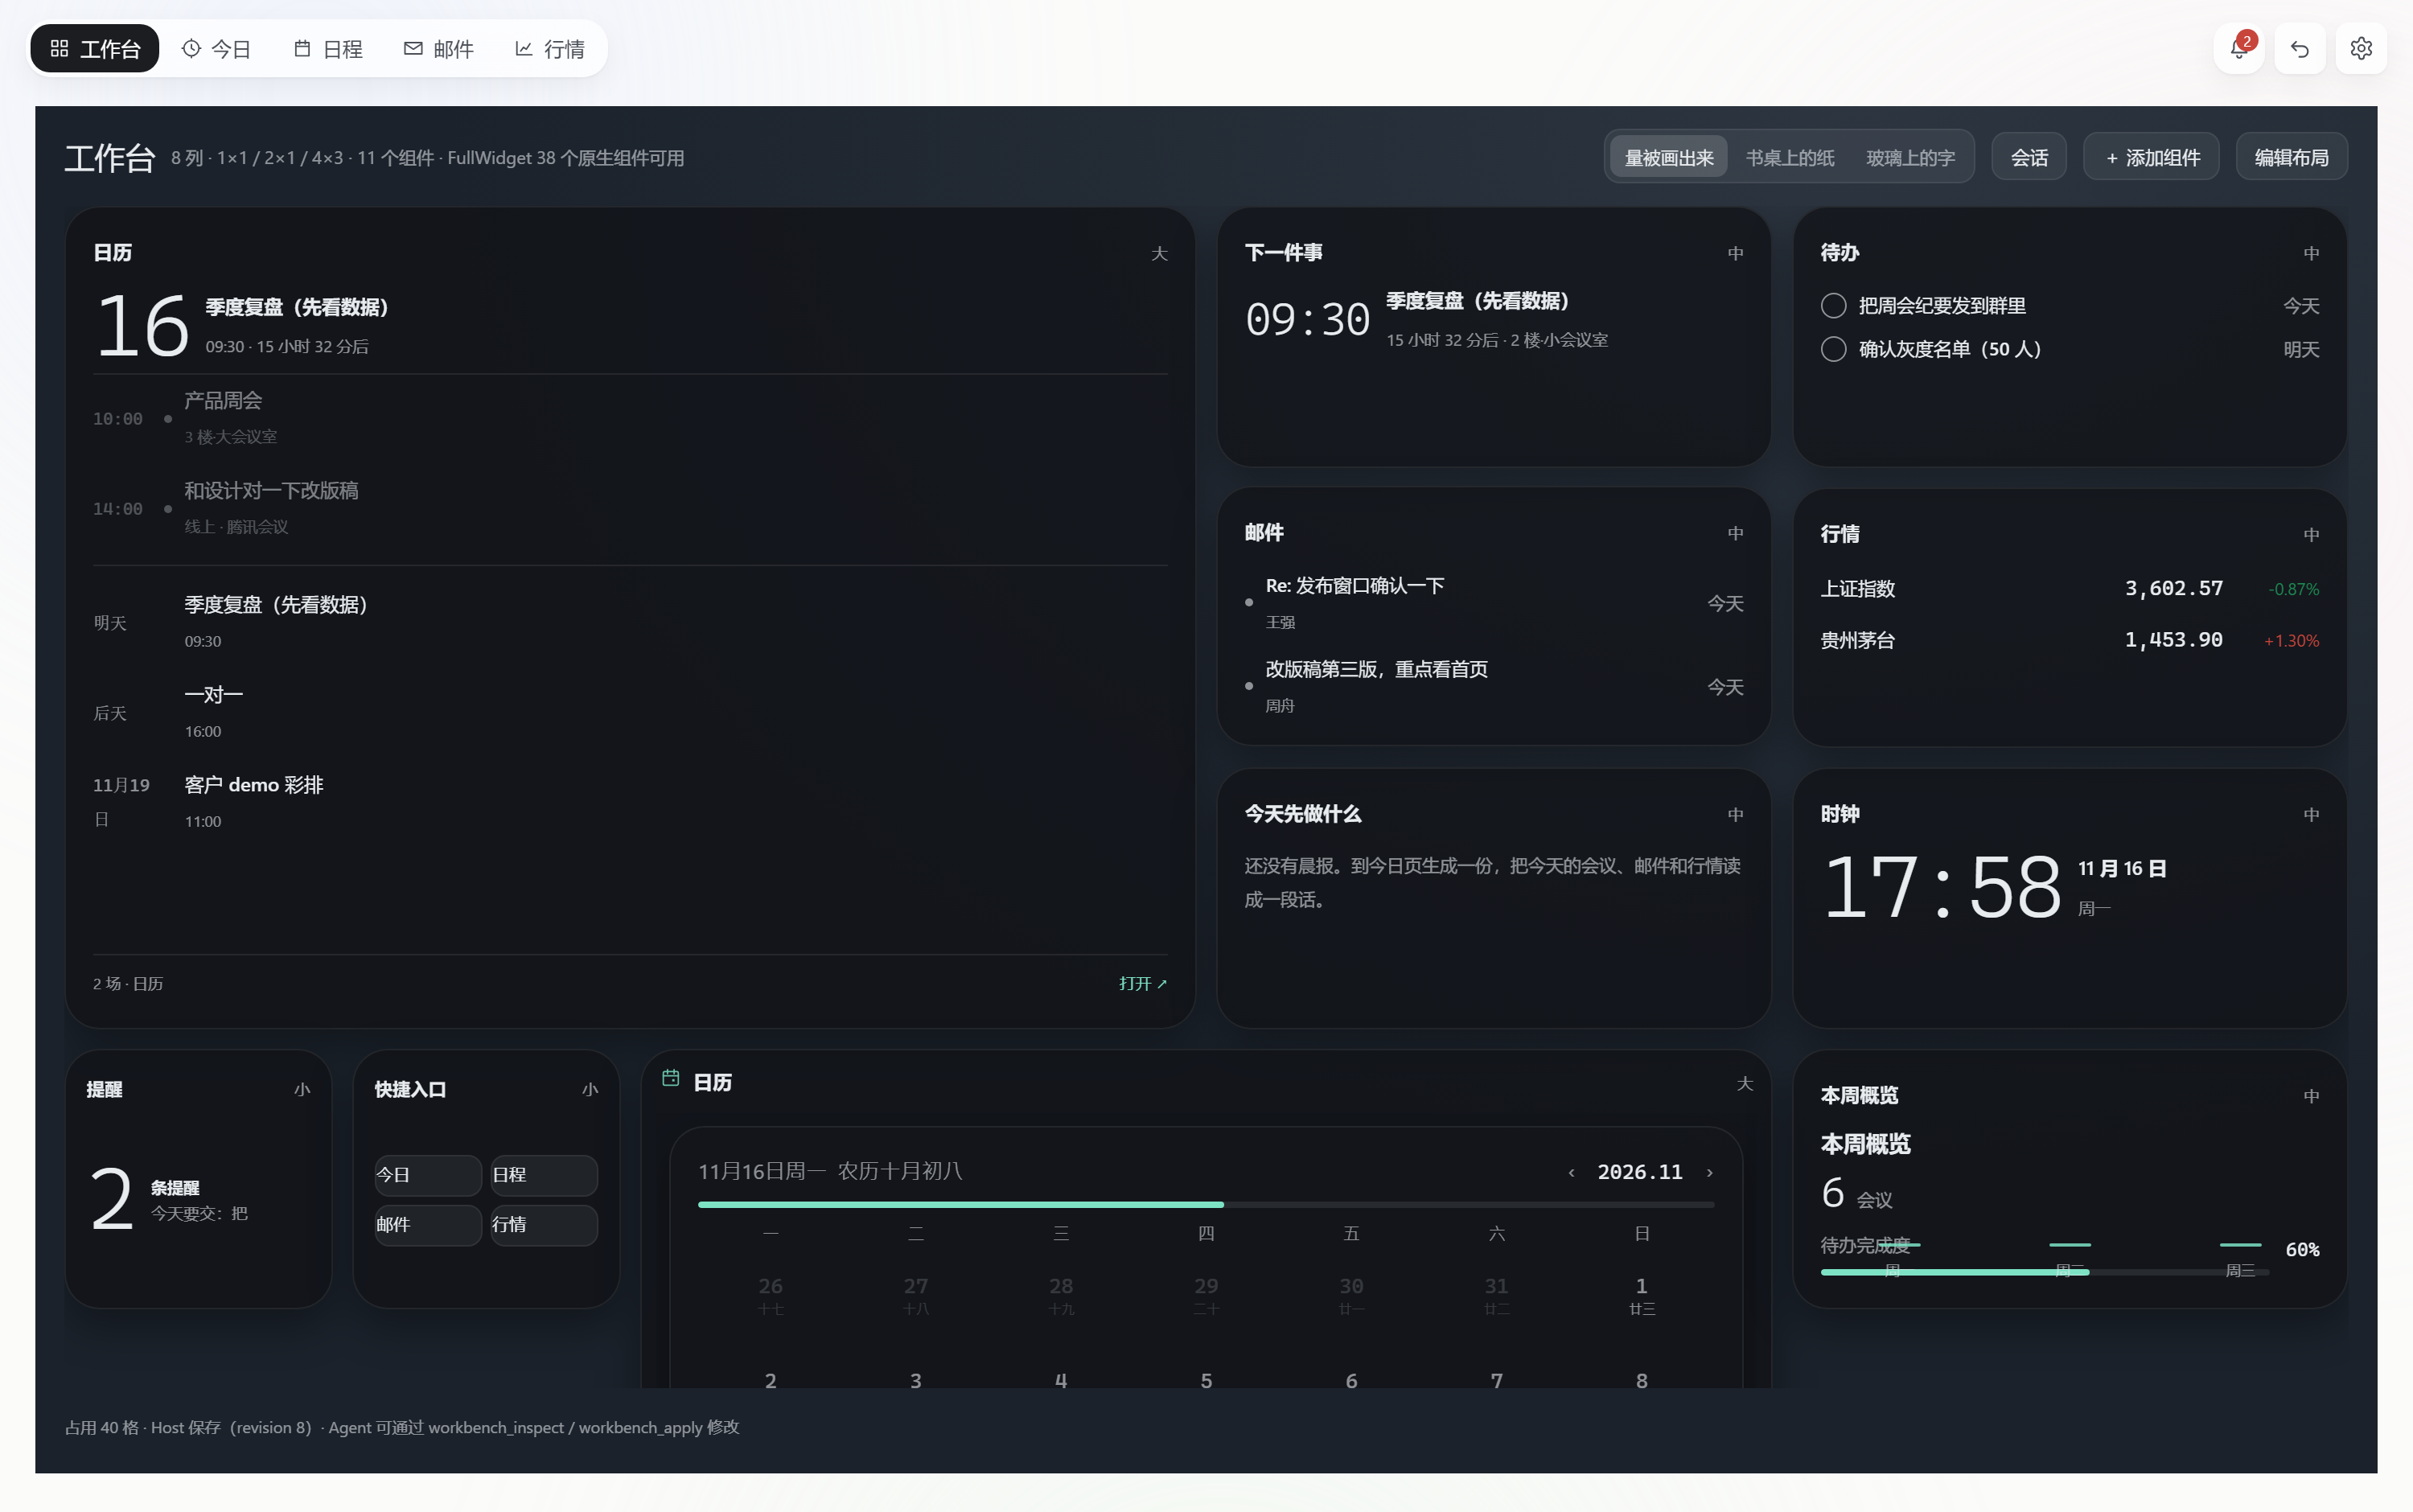 工作台
今日
日程
邮件
行情
2
工作台
8 列 · 1×1 / 2×1 / 4×3 · 11 个组件 · FullWidget 38 个原生组件可用
量被画出来
书桌上的纸
玻璃上的字
会话
+ 添加组件
编辑布局
日历
大
16
季度复盘（先看数据）
09:30 · 15 小时 32 分后
10:00
产品周会
3 楼·大会议室
14:00
和设计对一下改版稿
线上 · 腾讯会议
明天
季度复盘（先看数据）
09:30
后天
一对一
16:00
11月19
日
客户 demo 彩排
11:00
2 场 · 日历
打开 ↗
下一件事
中
09:30
季度复盘（先看数据）
15 小时 32 分后 · 2 楼·小会议室
待办
中
把周会纪要发到群里
今天
确认灰度名单（50 人）
明天
邮件
中
Re: 发布窗口确认一下
王强
今天
改版稿第三版，重点看首页
周舟
今天
行情
中
上证指数
3,602.57
-0.87%
贵州茅台
1,453.90
+1.30%
今天先做什么
中
还没有晨报。到今日页生成一份，把今天的会议、邮件和行情读
成一段话。
时钟
中
17:58
11 月 16 日
周一
提醒
小
2
条提醒
今天要交：把
快捷入口
小
今日
日程
邮件
行情
日历
大
11月16日周一 农历十月初八
‹ 2026.11 ›
一 二 三 四 五 六 日
26 27 28 29 30 31 1
十七 十八 十九 二十 廿一 廿二 廿三
2 3 4 5 6 7 8
本周概览
中
本周概览
6 会议
待办完成度
60%
周一 周二 周三
占用 40 格 · Host 保存（revision 8）· Agent 可通过 workbench_inspect / workbench_apply 修改